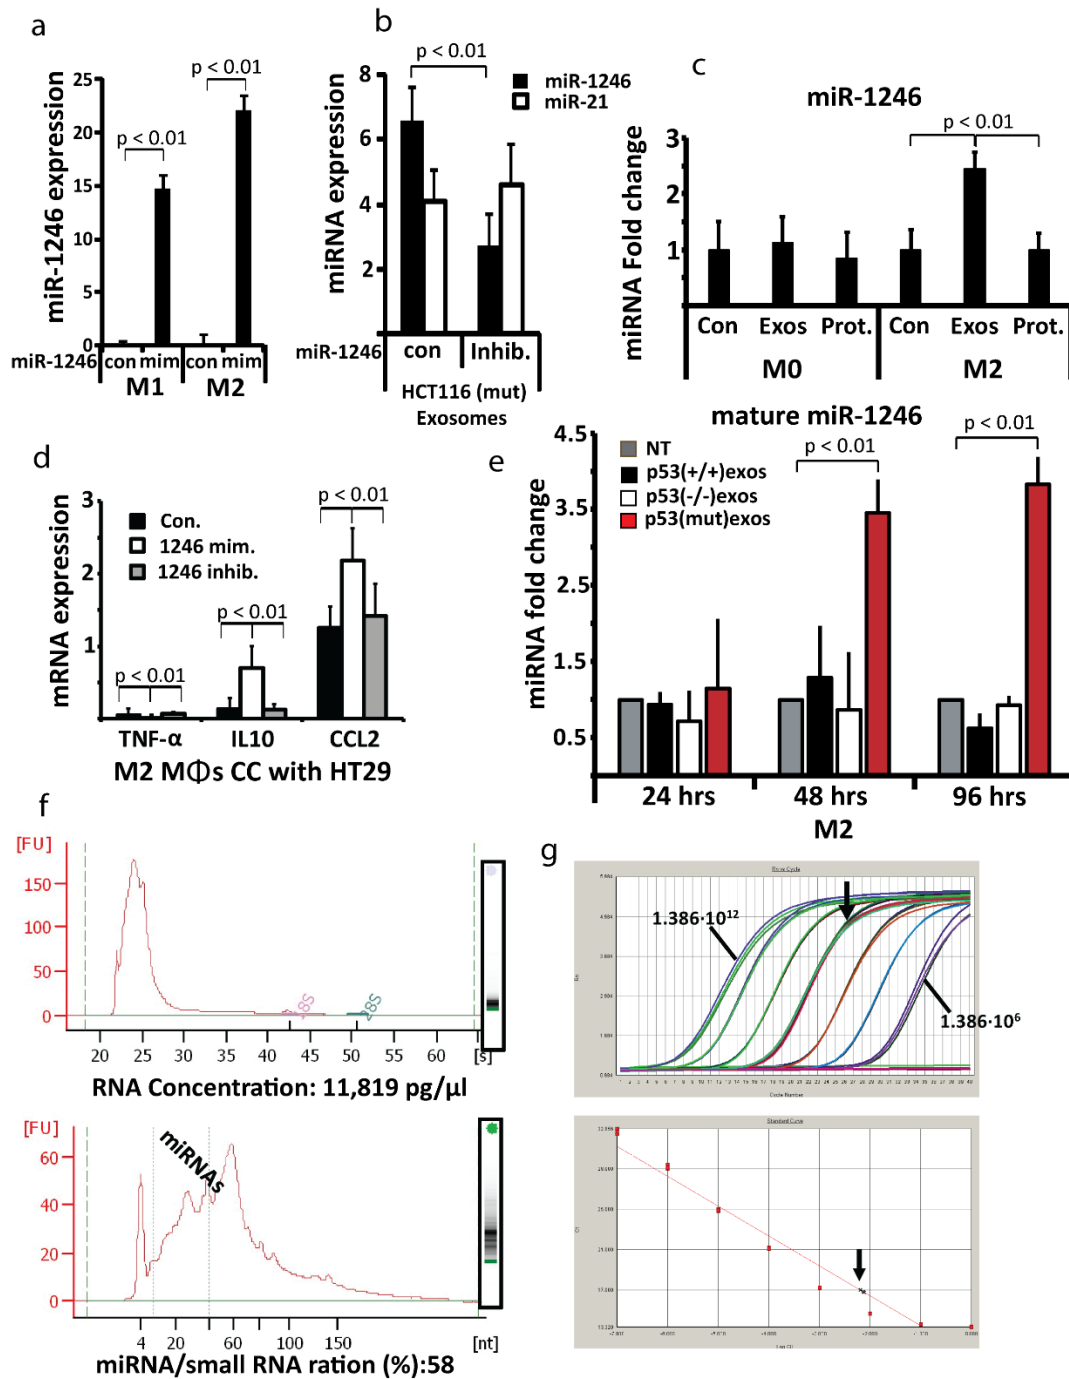 a
p < 0.01
p < 0.01
miR-1246 expression
25
20
15
10
5
0
miR-1246
con mim con mim
M1 M2
b
p < 0.01
miR-1246
miR-21
miRNA expression
8
6
4
2
0
miR-1246
con Inhib.
HCT116 (mut)
Exosomes
c
miR-1246
p < 0.01
miRNA Fold change
3
2
1
Con Exos Prot. Con Exos Prot.
M0 M2
d
mRNA expression
3
2
1
p < 0.01
Con.
1246 mim.
1246 inhib.
p < 0.01
p < 0.01
TNF-α IL10 CCL2
M2 MΦs CC with HT29
mature miR-1246
e
miRNA fold change
4.5
3.5
2.5
1.5
0.5
NT
p53(+/+)exos
p53(-/-)exos
p53(mut)exos
p < 0.01
p < 0.01
24 hrs 48 hrs 96 hrs
M2
f
[FU]
150
100
50
0
18S 28S
20 25 30 35 40 45 50 55 60 [s]
RNA Concentration: 11,819 pg/µl
[FU]
60
40
20
0
miRNAs
4 20 60 100 150 [nt]
miRNA/small RNA ration (%):58
g
1.386·10¹²
1.386·10⁶
Cycle Number
Standard Curve